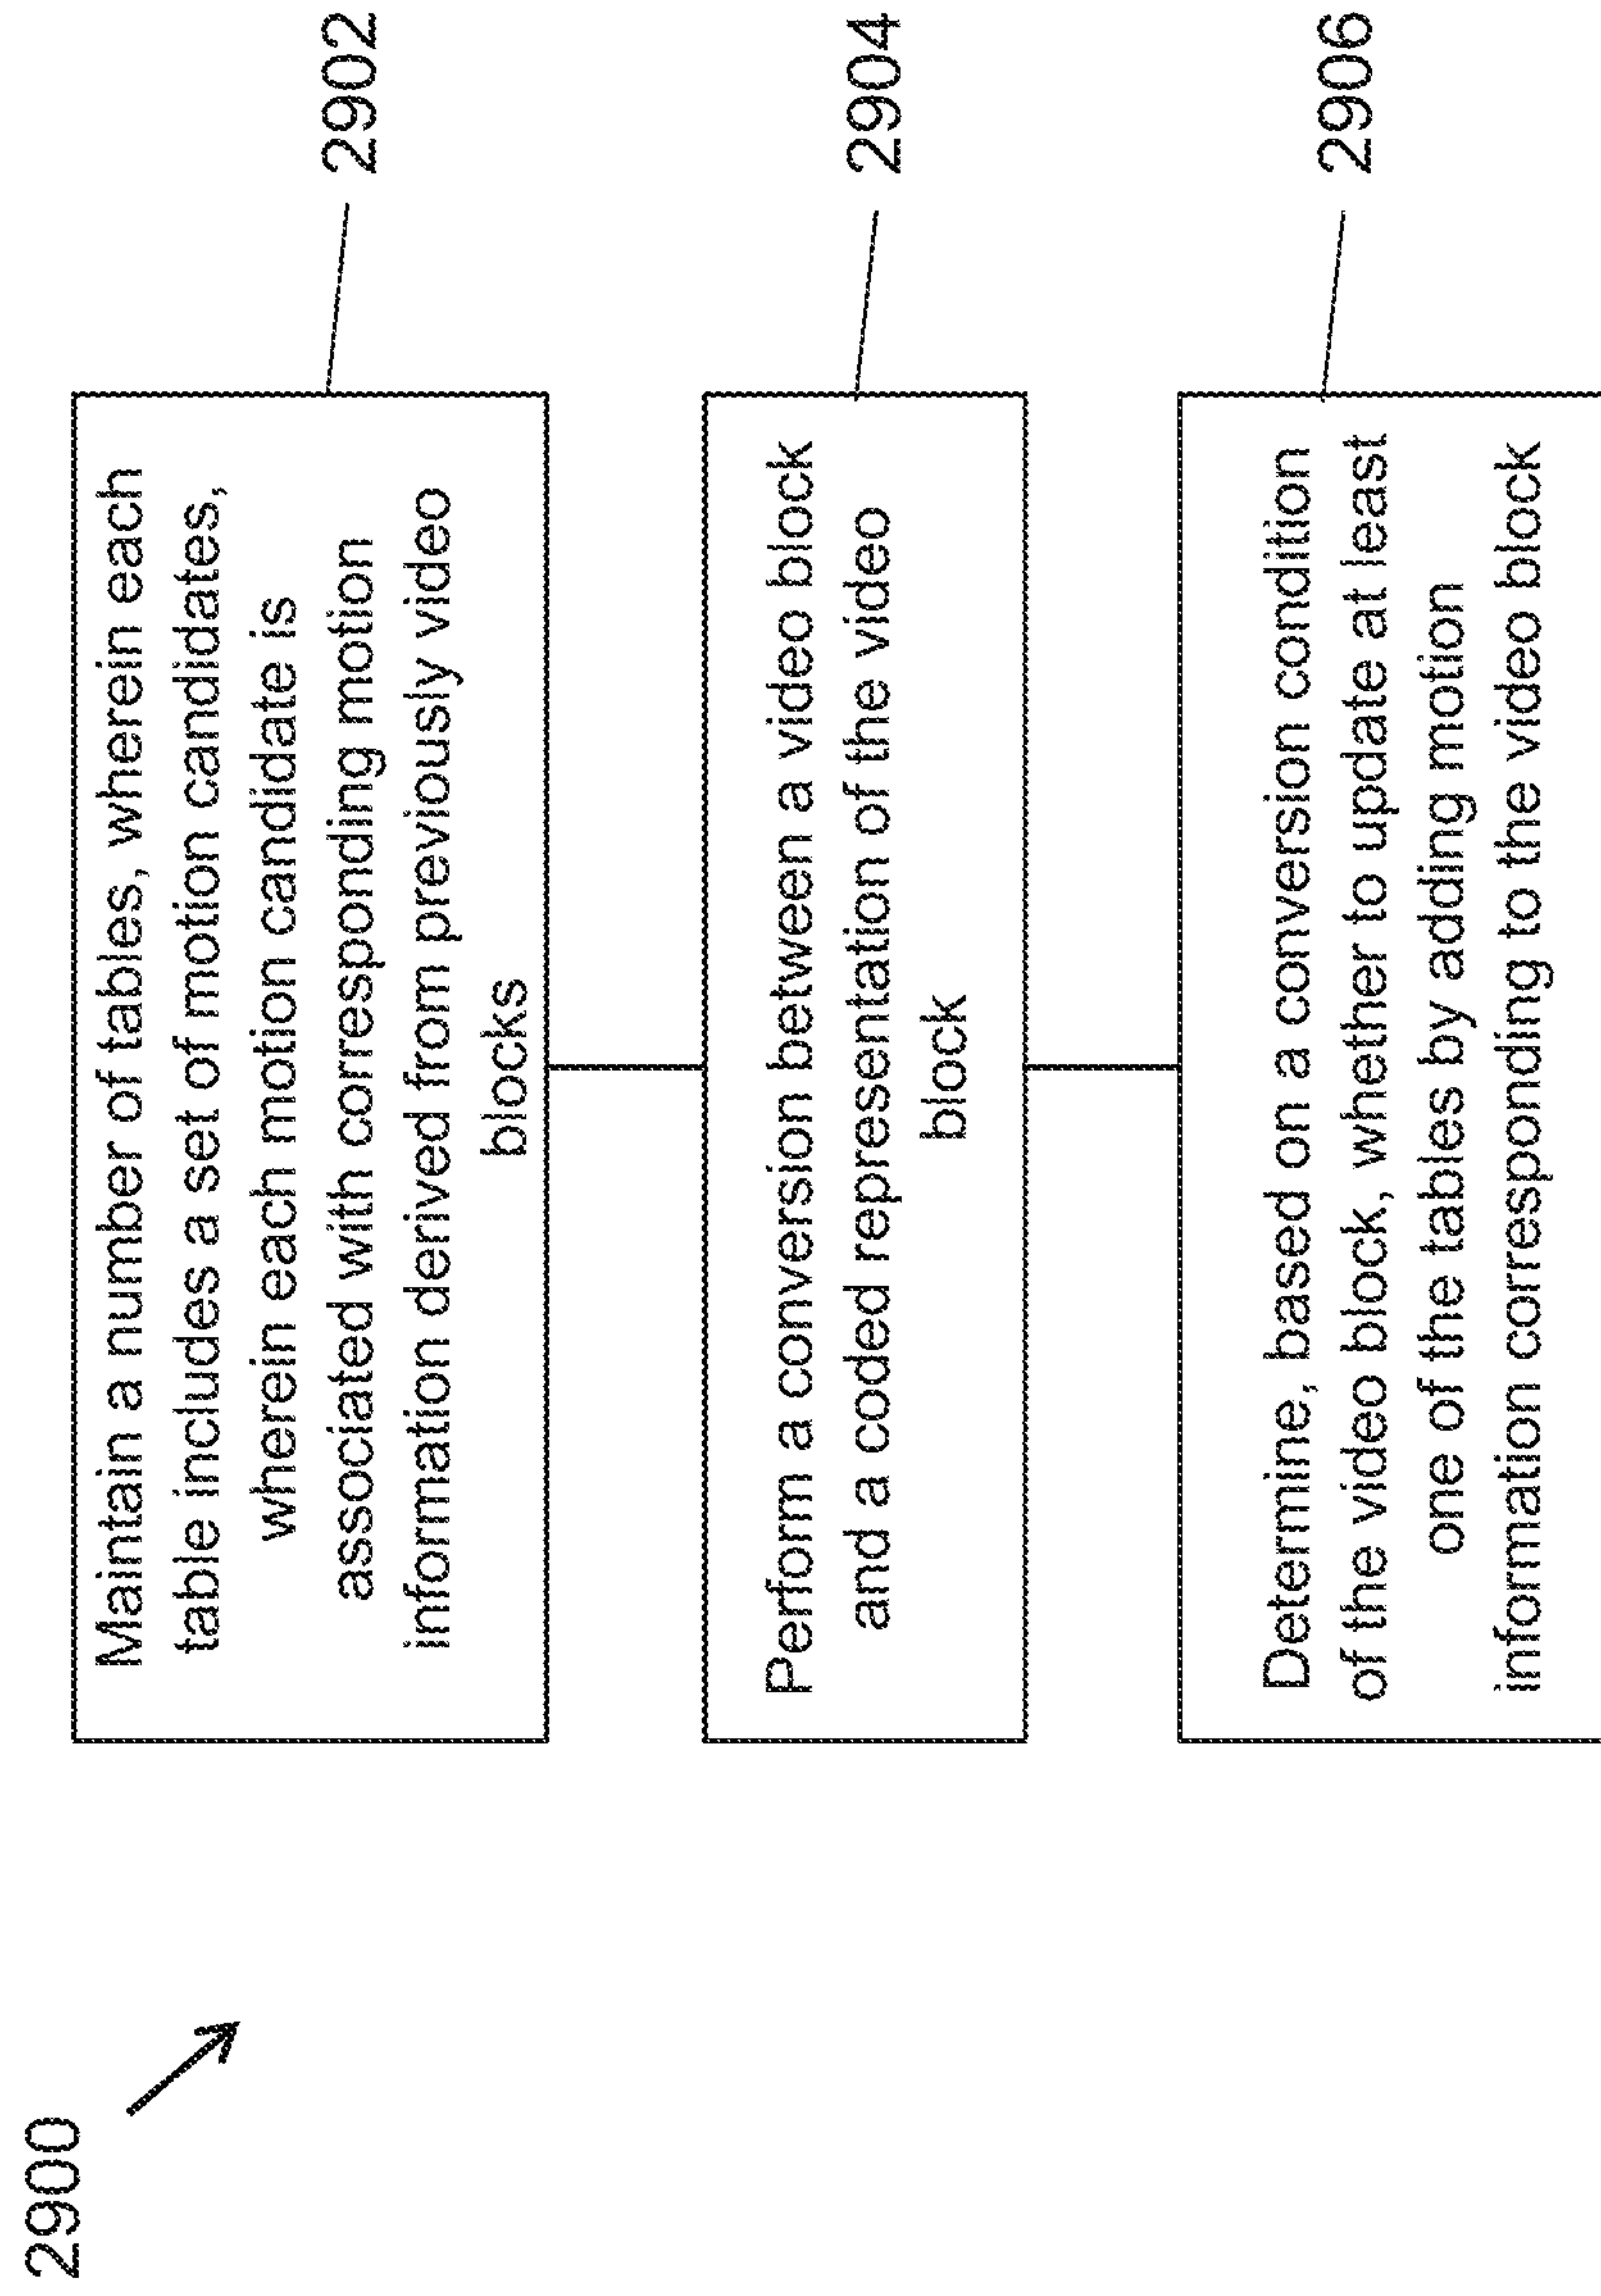 2900
Maintain a number of tables, wherein each
table includes a set of motion candidates,
wherein each motion candidate is
associated with corresponding motion
information derived from previously video
blocks
2902
Perform a conversion between a video block
and a coded representation of the video
block
2904
Determine, based on a conversion condition
of the video block, whether to update at least
one of the tables by adding motion
information corresponding to the video block
2906